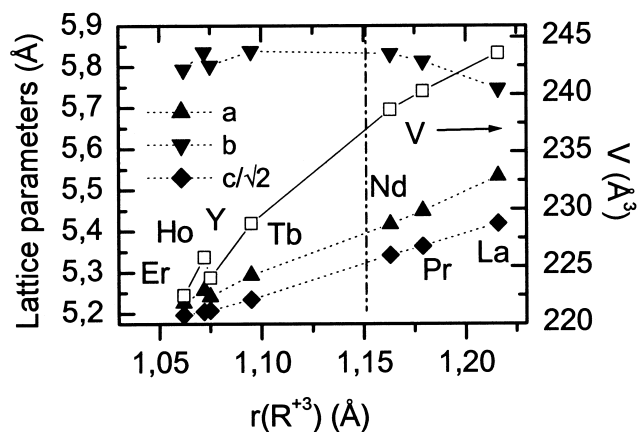 5,9
5,8
5,7
5,6
5,5
5,4
5,3
5,2
Lattice parameters (Å)
245
240
235
230
225
220
V (Å³)
a
b
c/√2
V
Nd
Y
Ho
Tb
Er
Pr
La
1,05
1,10
1,15
1,20
r(R⁺³) (Å)